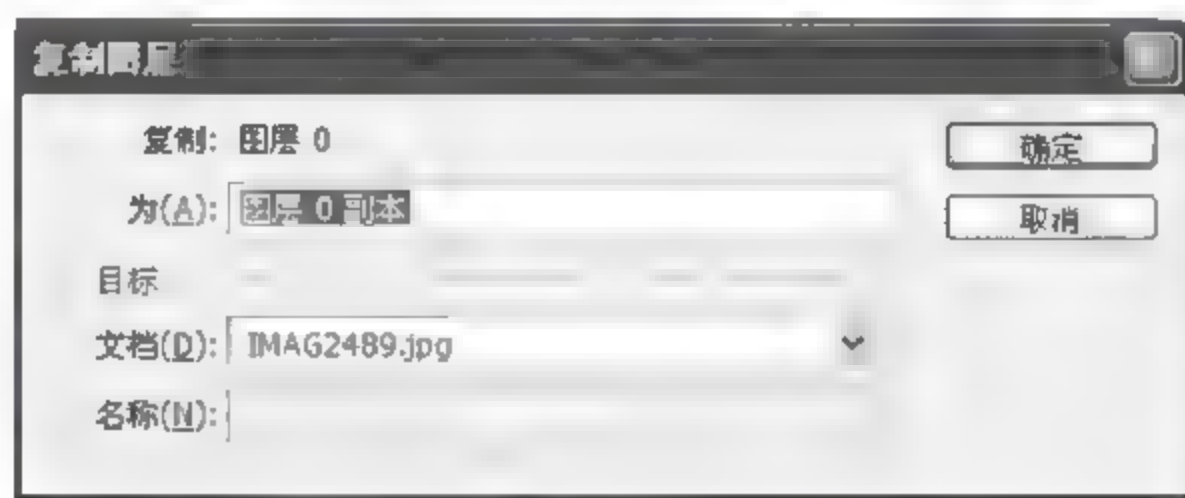 复制图层
复制: 图层 0
确定
为(A): 图层 0 副本
取消
目标
文档(D): IMAG2489.jpg
名称(N):